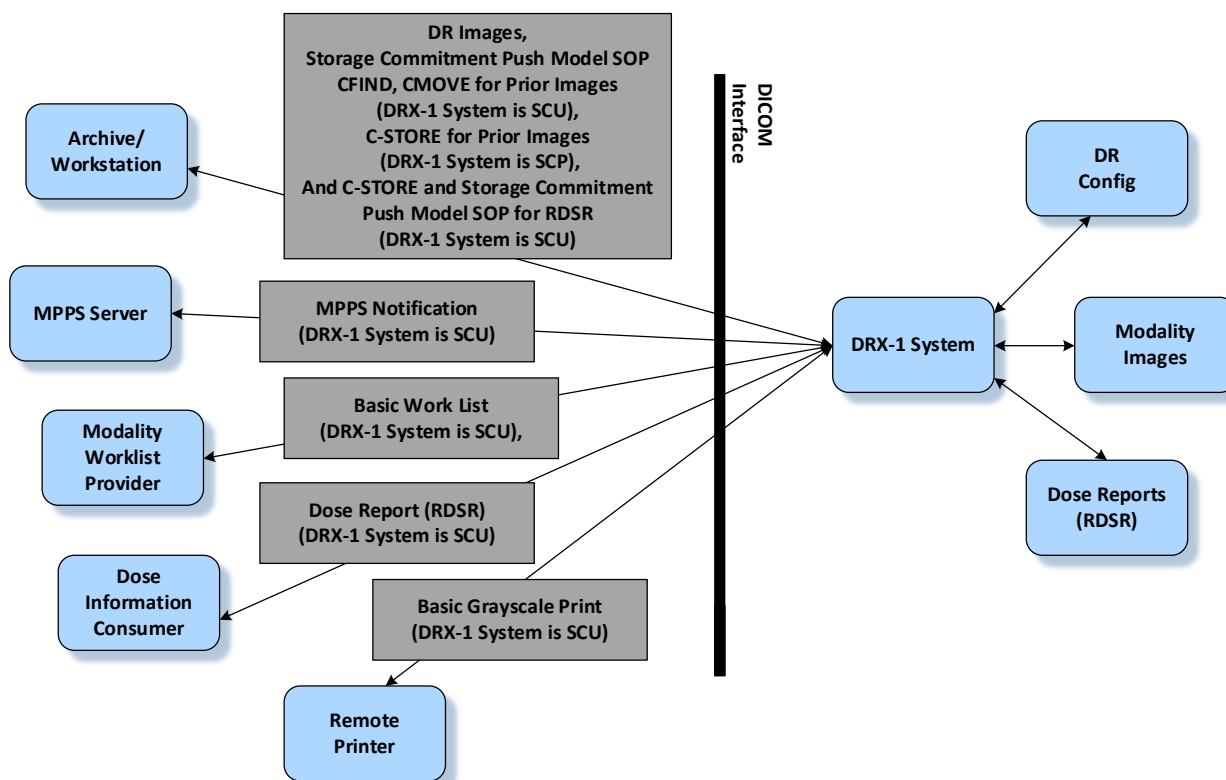 DR Images,
Storage Commitment Push Model SOP
CFIND, CMOVE for Prior Images
(DRX-1 System is SCU),
C-STORE for Prior Images
(DRX-1 System is SCP),
And C-STORE and Storage Commitment
Push Model SOP for RDSR
(DRX-1 System is SCU)
DICOM
Interface
Archive/
Workstation
DR
Config
MPPS Server
MPPS Notification
(DRX-1 System is SCU)
DRX-1 System
Modality
Images
Basic Work List
(DRX-1 System is SCU),
Modality
Worklist
Provider
Dose Report (RDSR)
(DRX-1 System is SCU)
Dose Reports
(RDSR)
Dose
Information
Consumer
Basic Grayscale Print
(DRX-1 System is SCU)
Remote
Printer